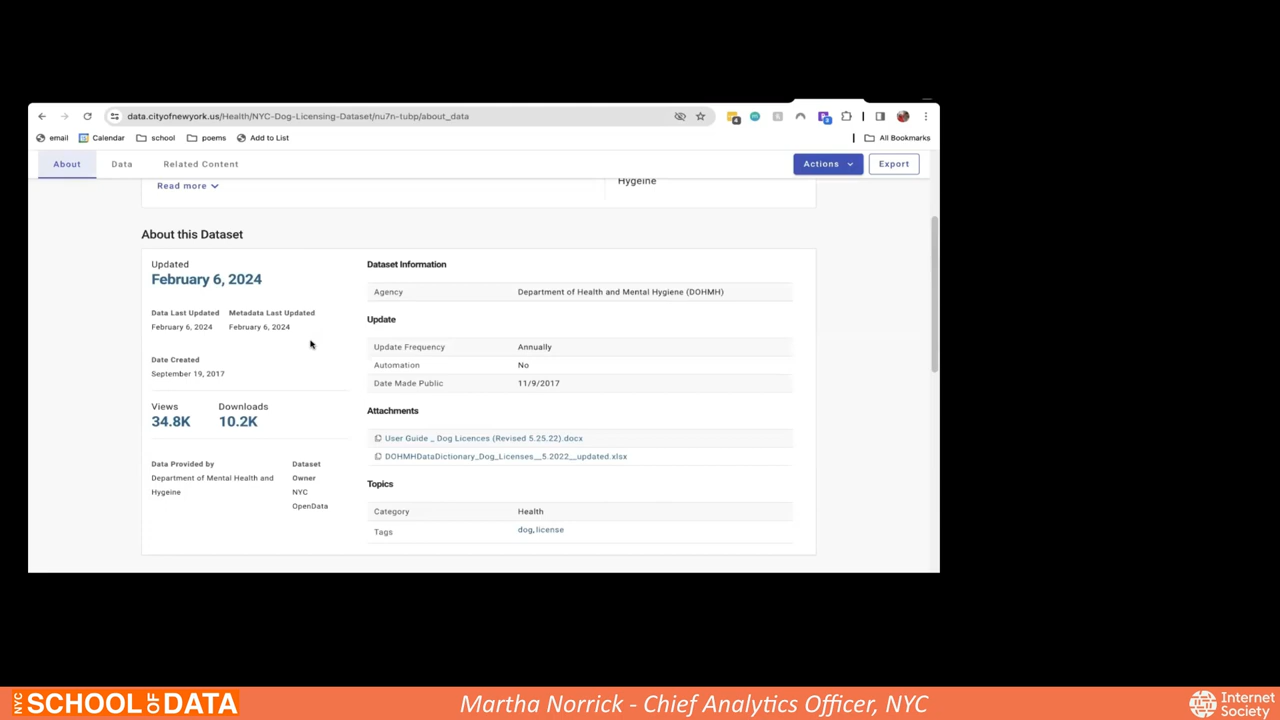 data.cityofnewyork.us/Health/NYC-Dog-Licensing-Dataset/nu7n-tubp/about_data
email Calendar school poems Add to List All Bookmarks
About Data Related Content Actions Export
Read more Hygeine
About this Dataset
Updated
February 6, 2024
Data Last Updated Metadata Last Updated
February 6, 2024 February 6, 2024
Date Created
September 19, 2017
Views Downloads
34.8K 10.2K
Data Provided by
Department of Mental Health and
Hygeine
Dataset
Owner
NYC
OpenData
Dataset Information
Agency Department of Health and Mental Hygiene (DOHMH)
Update
Update Frequency Annually
Automation No
Date Made Public 11/9/2017
Attachments
User Guide _ Dog Licences (Revised 5.25.22).docx
DOHMHDataDictionary_Dog_Licenses__5.2022__updated.xlsx
Topics
Category Health
Tags dog,license
NYC SCHOOL OF DATA
Martha Norrick - Chief Analytics Officer, NYC
Internet
Society